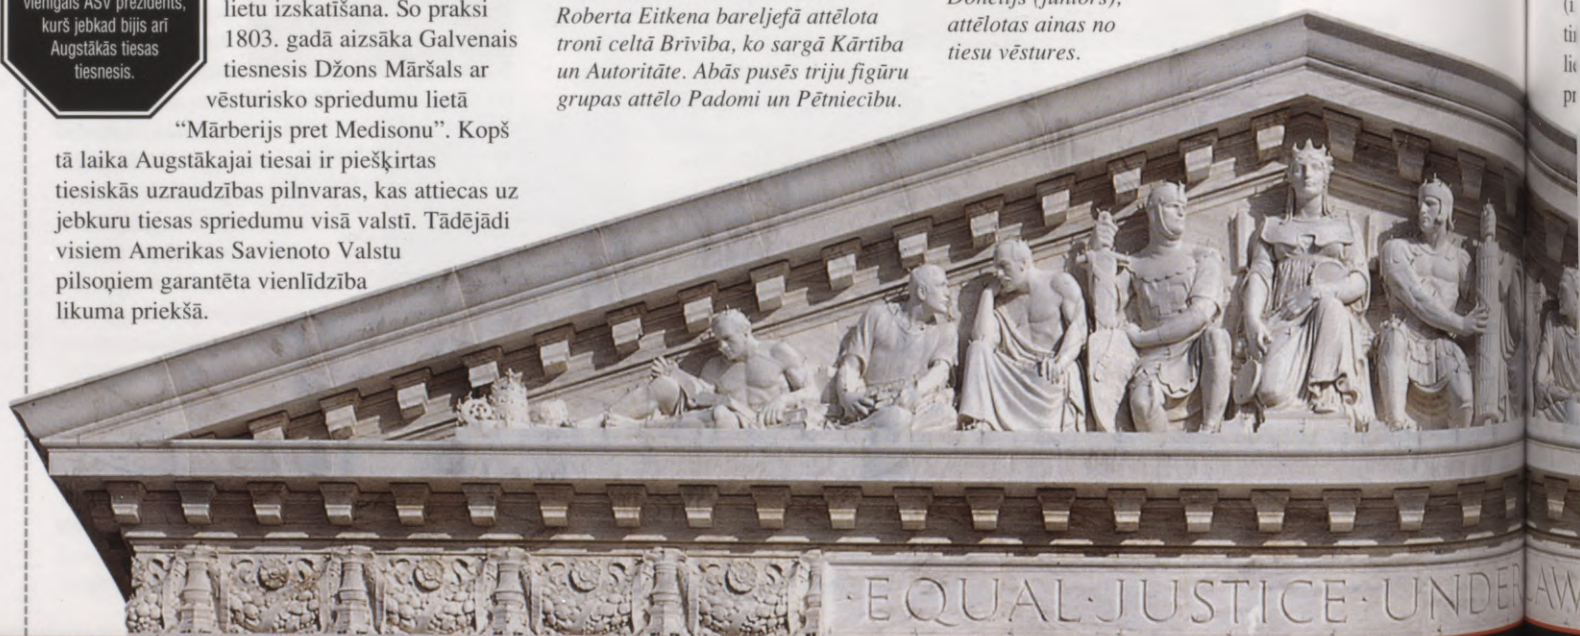 vienīgais ASV prezidents,
kurš jebkad bijis arī
Augstākās tiesas
tiesnesis.
lietu izskatīšana. Šo praksi
1803. gadā aizsāka Galvenais
tiesnesis Džons Māršals ar
vēsturisko spriedumu lietā
“Mārberijs pret Medisonu”. Kopš
tā laika Augstākajai tiesai ir piešķirtas
tiesiskās uzraudzības pilnvaras, kas attiecas uz
jebkuru tiesas spriedumu visā valstī. Tādējādi
visiem Amerikas Savienoto Valstu
pilsoņiem garantēta vienlīdzība
likuma priekšā.
Roberta Eitkena bareljefā attēlota
tronī celtā Brīvība, ko sargā Kārtība
un Autoritāte. Abās pusēs triju figūru
grupas attēlo Padomi un Pētniecību.
(juniors),
attēlotas ainas no
tiesu vēstures.
·EQUAL·JUSTICE·UNDER